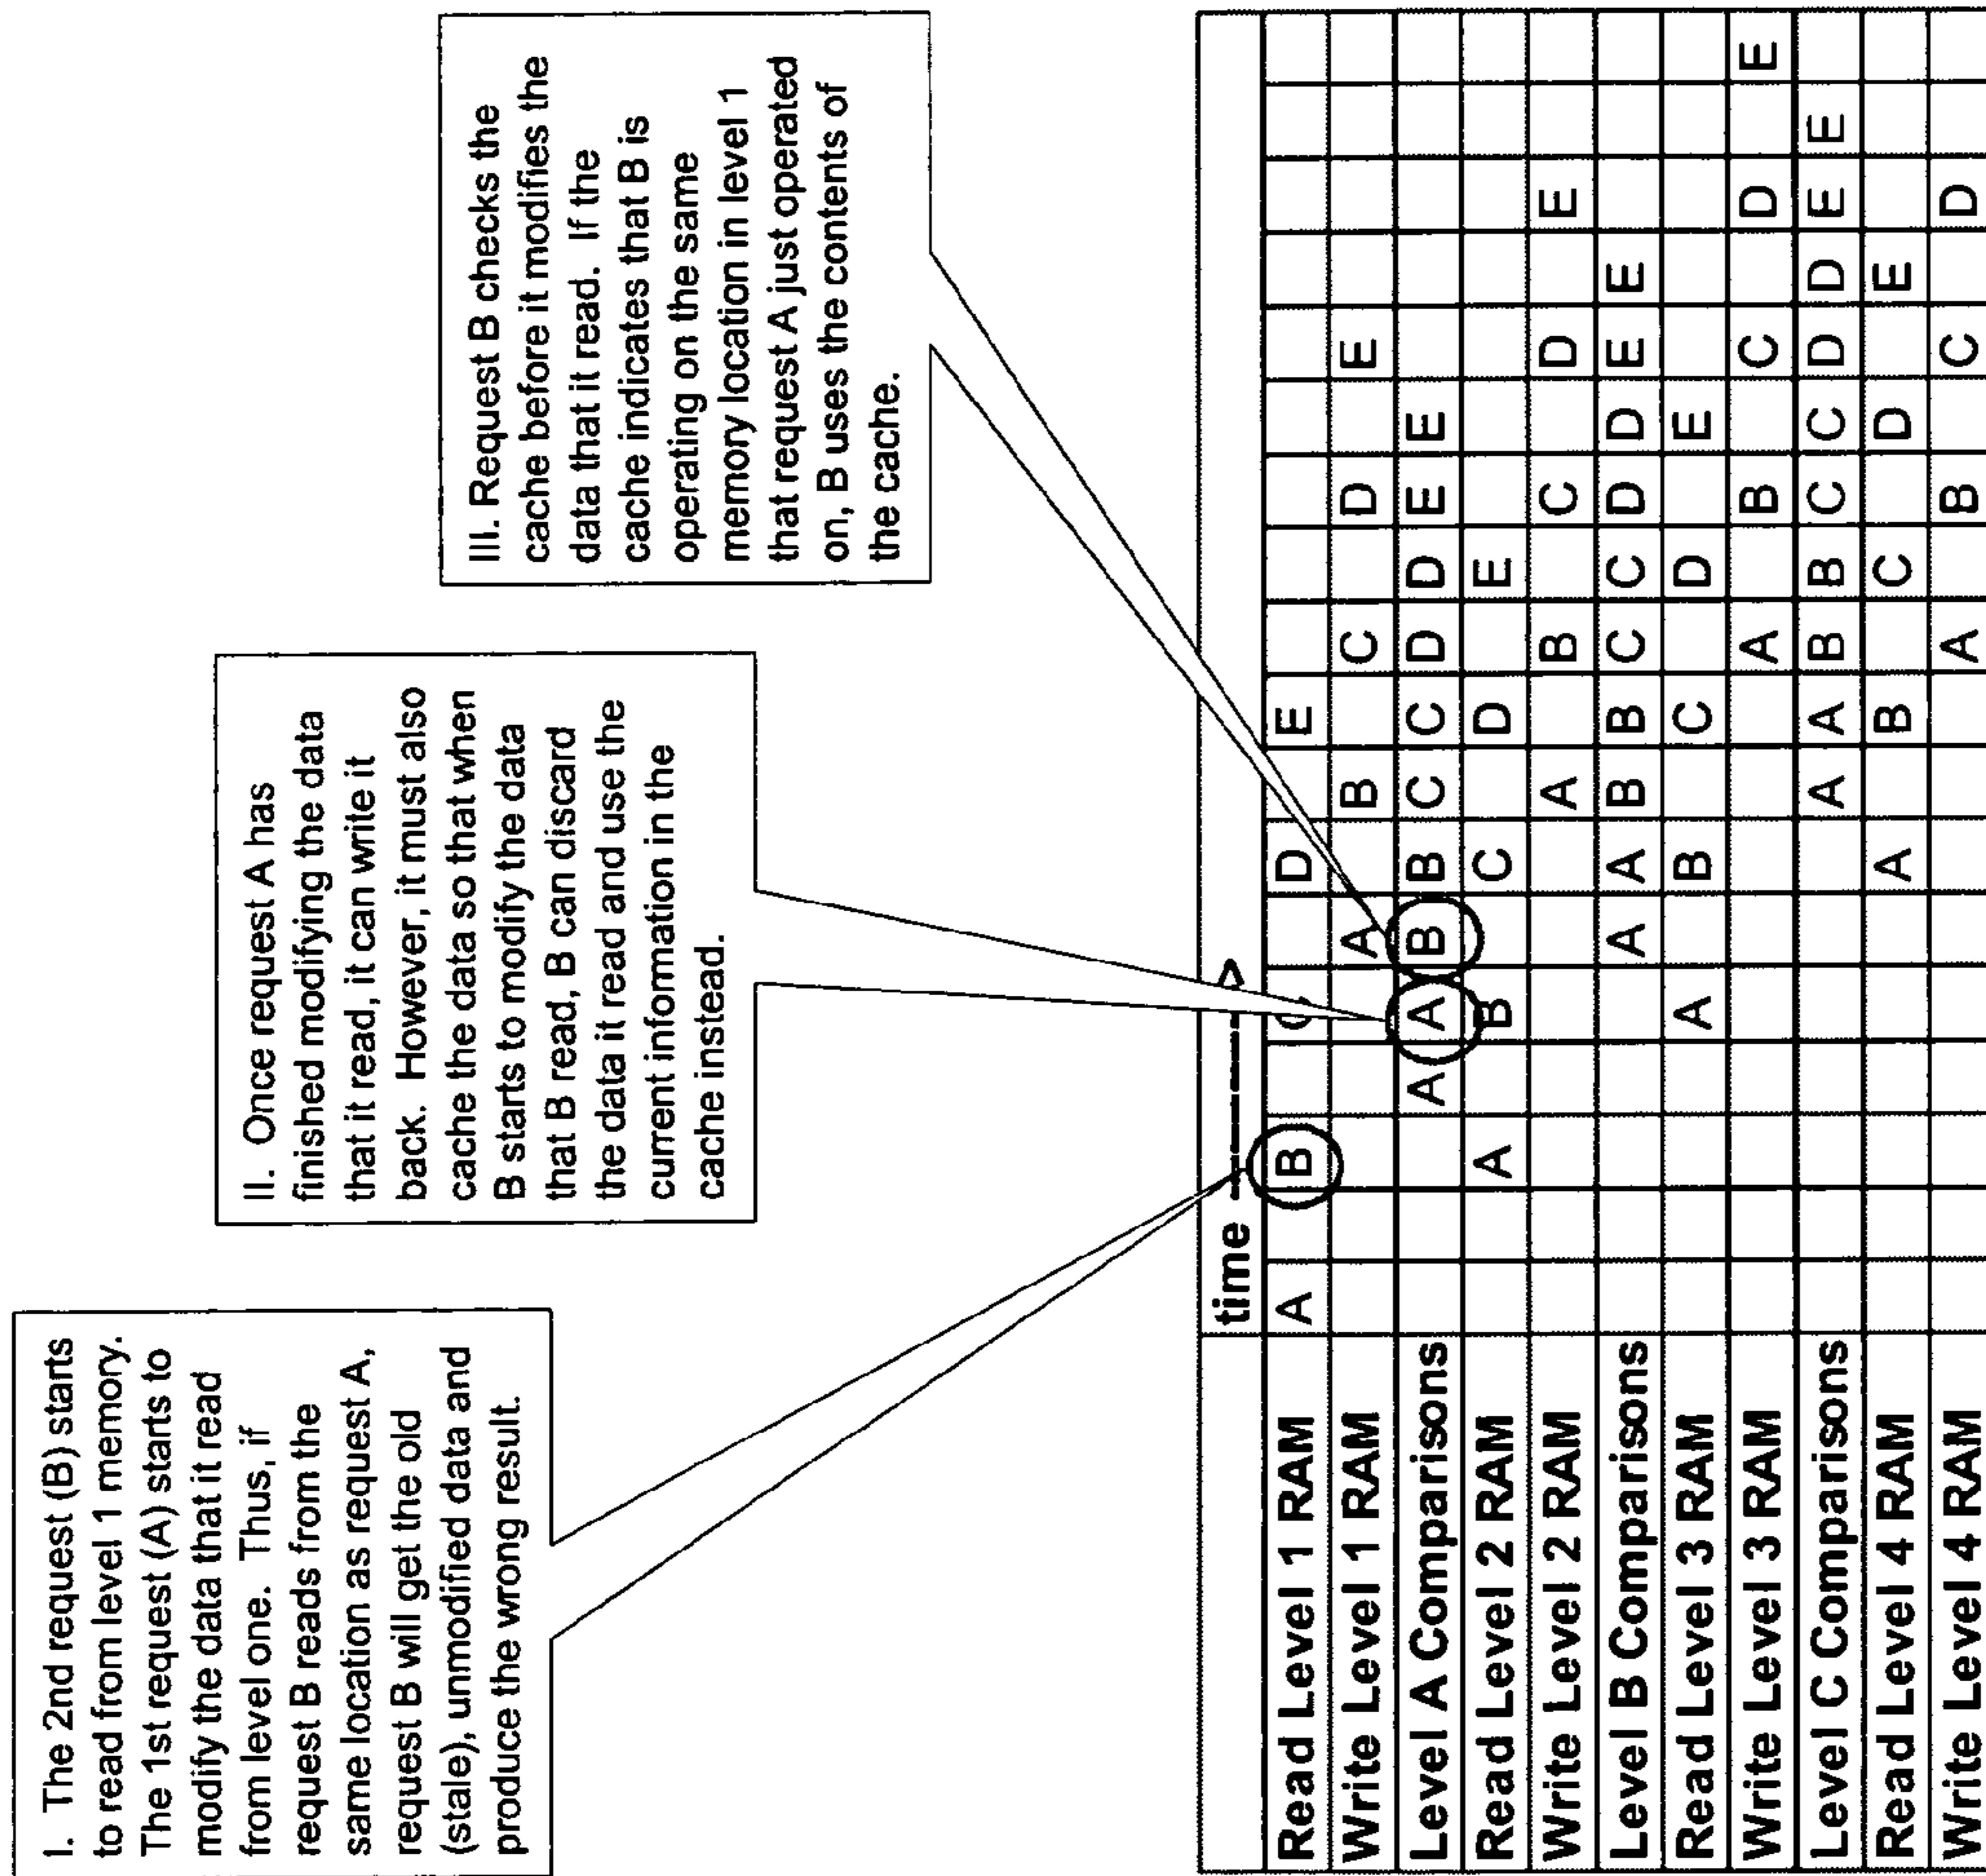 I. The 2nd request (B) starts
to read from level 1 memory.
The 1st request (A) starts to
modify the data that it read
from level one. Thus, if
request B reads from the
same location as request A,
request B will get the old
(stale), unmodified data and
produce the wrong result.
II. Once request A has
finished modifying the data
that it read, it can write it
back. However, it must also
cache the data so that when
B starts to modify the data
that B read, B can discard
the data it read and use the
current information in the
cache instead.
III. Request B checks the
cache before it modifies the
data that it read. If the
cache indicates that B is
operating on the same
memory location in level 1
that request A just operated
on, B uses the contents of
the cache.
time ------>
Read Level 1 RAM A B C D E
Write Level 1 RAM A B C D E
Level A Comparisons A A B B C C D D E E
Read Level 2 RAM A B C D E
Write Level 2 RAM A B C D E
Level B Comparisons A A B B C C D D E E
Read Level 3 RAM A B C D E
Write Level 3 RAM A B C D E
Level C Comparisons A A B B C C D D E E
Read Level 4 RAM A B C D E
Write Level 4 RAM A B C D